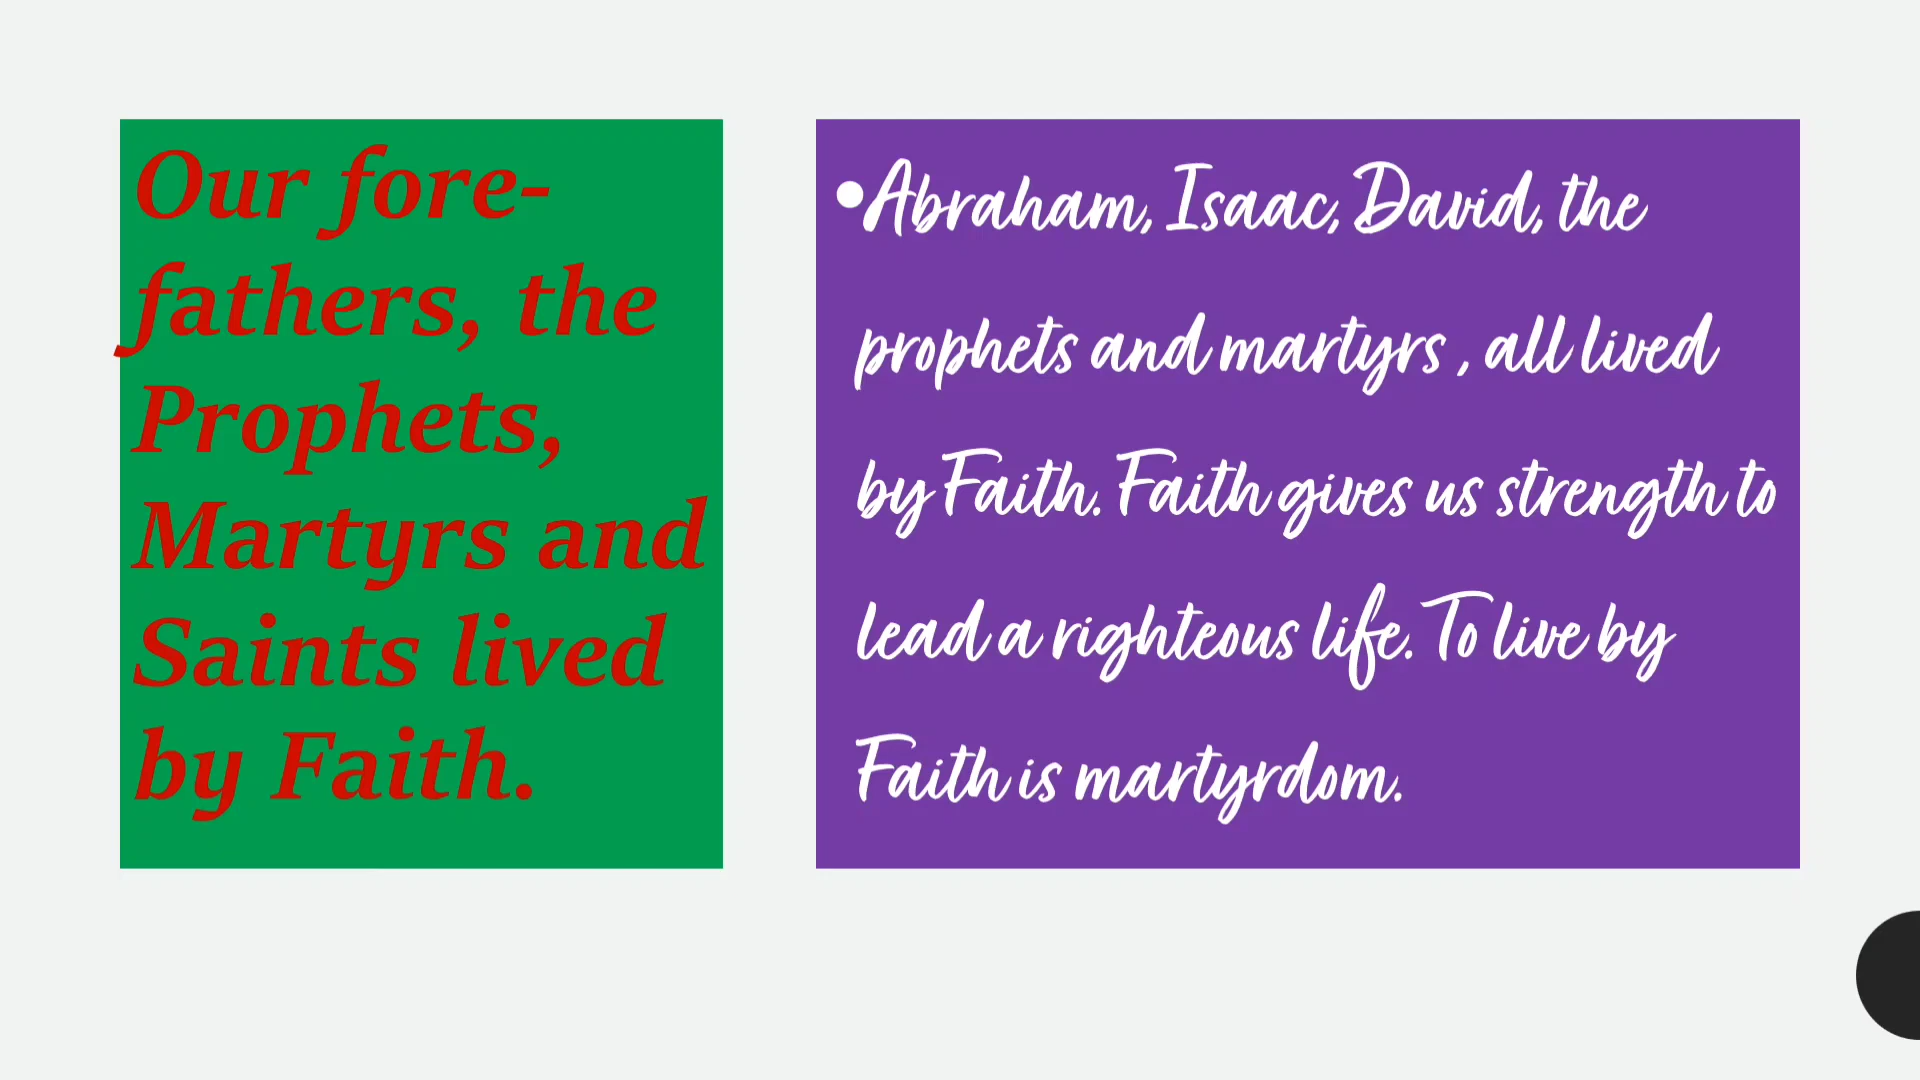 Our fore-
fathers, the
Prophets,
Martyrs and
Saints lived
by Faith.
•Abraham, Isaac, David, the
prophets and martyrs , all lived
by Faith. Faith gives us strength to
lead a righteous life. To live by
Faith is martyrdom.